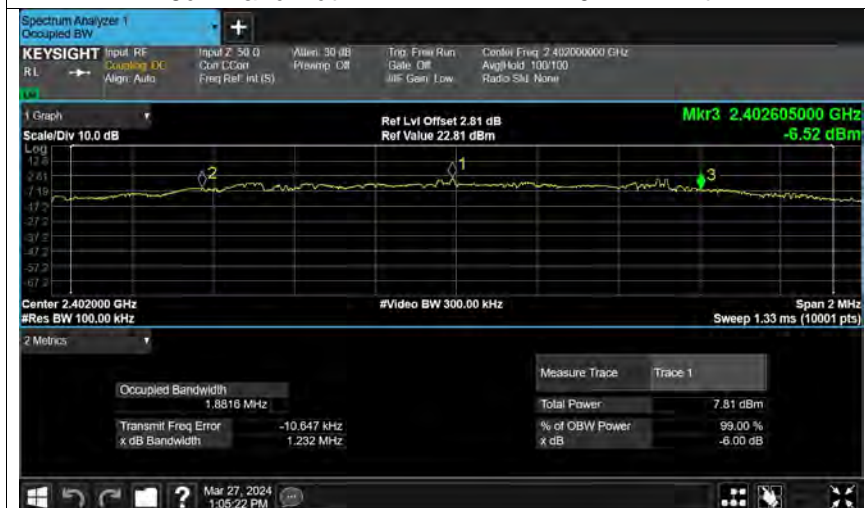 Spectrum Analyzer 1
Occupied BW
+
KEYSIGHT Input: RF Input Z: 50 Ω Atten: 30 dB Trig: Free Run Center Freq: 2.402000000 GHz
RL Coupling: DC Corr CCorr Preamp: Off Gate: Off Avg|Hold: 100/100
Align: Auto Freq Ref: Int (S) #IF Gain: Low Radio Std: None
1 Graph Ref Lvl Offset 2.81 dB Mkr3 2.402605000 GHz
Scale/Div 10.0 dB Ref Value 22.81 dBm -6.52 dBm
Log
12.8
2.81
-7.19
-17.2
-27.2
-37.2
-47.2
-57.2
-67.2
2
1
3
Center 2.402000 GHz #Video BW 300.00 kHz Span 2 MHz
#Res BW 100.00 kHz Sweep 1.33 ms (10001 pts)
2 Metrics
Measure Trace Trace 1
Occupied Bandwidth
1.8816 MHz Total Power 7.81 dBm
Transmit Freq Error -10.647 kHz % of OBW Power 99.00 %
x dB Bandwidth 1.232 MHz x dB -6.00 dB
? Mar 27, 2024
1:05:22 PM